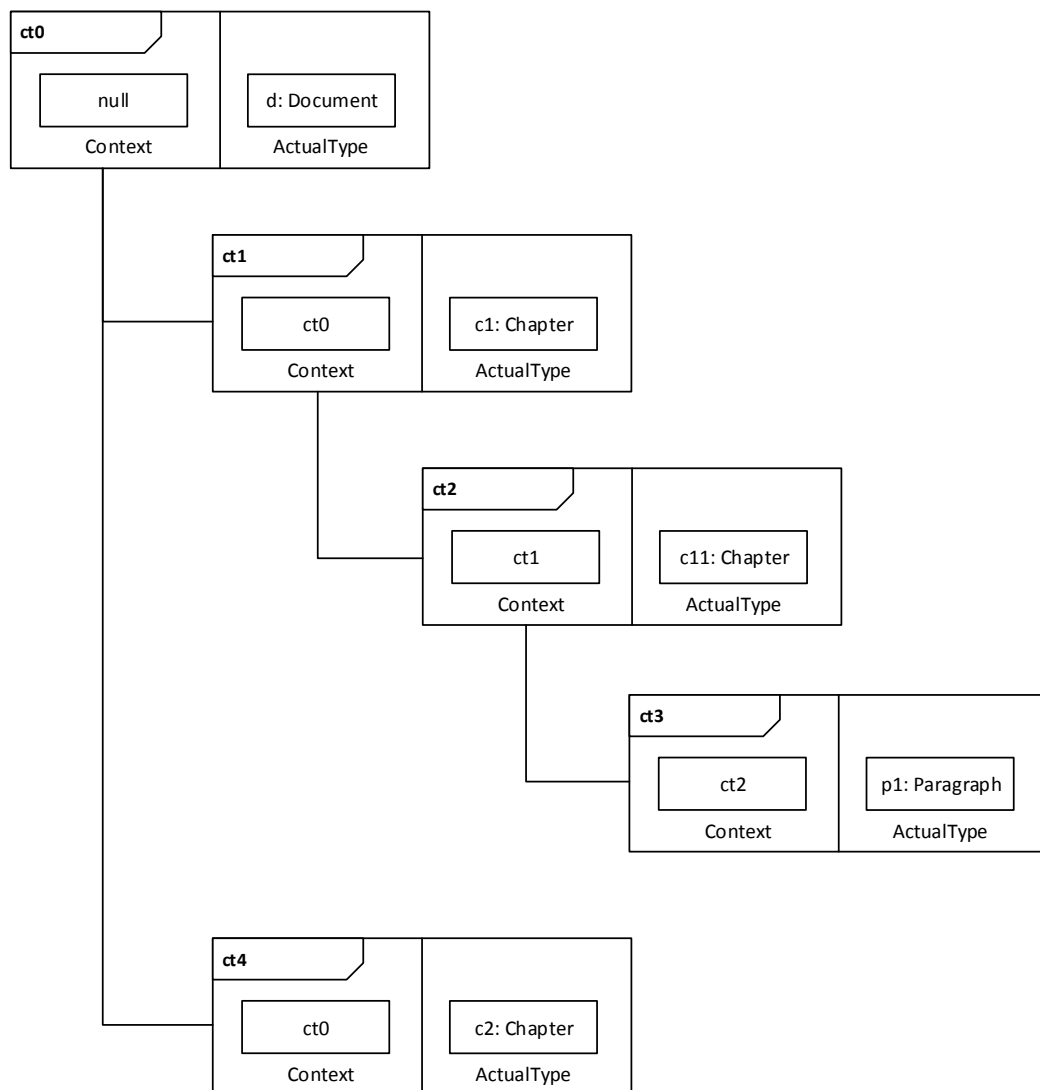 ct0
null
d: Document
Context
ActualType
ct1
ct0
c1: Chapter
Context
ActualType
ct2
ct1
c11: Chapter
Context
ActualType
ct3
ct2
p1: Paragraph
Context
ActualType
ct4
ct0
c2: Chapter
Context
ActualType